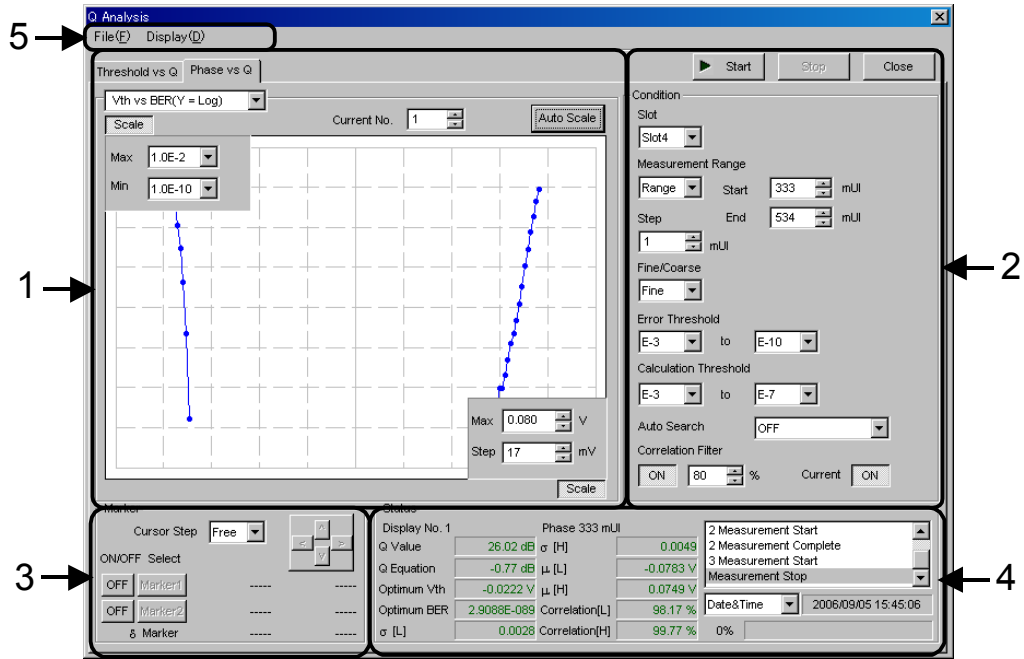 Q Analysis
5
File(F) Display(D)
Threshold vs Q Phase vs Q
Start Stop Close
Vth vs BER(Y = Log)
Scale
Current No. 1
Auto Scale
Max 1.0E-2
Min 1.0E-10
Max 0.080 V
Step 17 mV
Scale
1
Condition
Slot
Slot4
Measurement Range
Range Start 333 mUI
Step End 534 mUI
1 mUI
Fine/Coarse
Fine
2
Error Threshold
E-3 to E-10
Calculation Threshold
E-3 to E-7
Auto Search OFF
Correlation Filter
ON 80 % Current ON
Marker
Cursor Step Free
< ^ v >
ON/OFF Select
OFF Marker1 ----- -----
OFF Marker2 ----- -----
δ Marker ----- -----
3
Status
Display No. 1 Phase 333 mUI
Q Value 26.02 dB σ [H] 0.0049
Q Equation -0.77 dB μ [L] -0.0783 V
Optimum Vth -0.0222 V μ [H] 0.0749 V
Optimum BER 2.9088E-089 Correlation[L] 98.17 %
σ [L] 0.0028 Correlation[H] 99.77 %
2 Measurement Start
2 Measurement Complete
3 Measurement Start
Measurement Stop
Date&Time 2006/09/05 15:45:06
0%
4